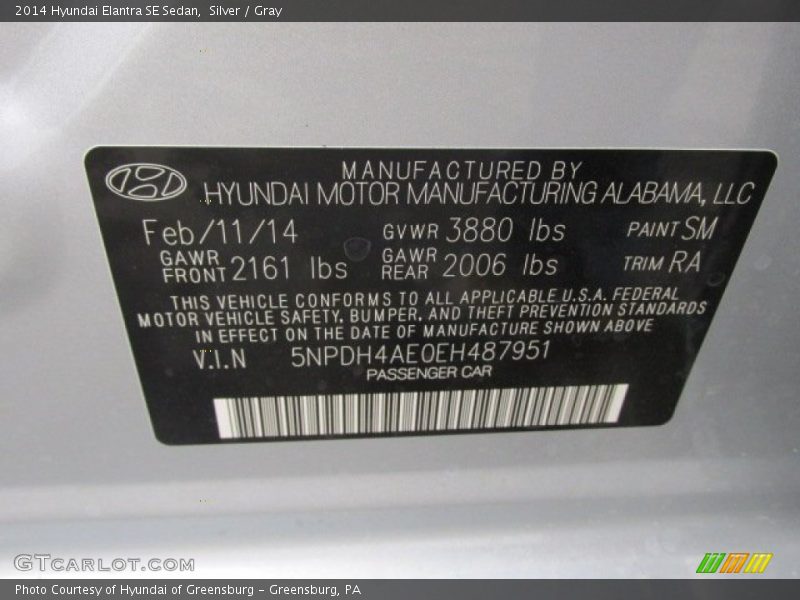 2014 Hyundai Elantra SE Sedan,  Silver / Gray
MANUFACTURED BY
HYUNDAI MOTOR MANUFACTURING ALABAMA, LLC
Feb/11/14 GVWR 3880 lbs PAINT SM
GAWR FRONT 2161 lbs GAWR REAR 2006 lbs TRIM RA
THIS VEHICLE CONFORMS TO ALL APPLICABLE U.S.A. FEDERAL
MOTOR VEHICLE SAFETY, BUMPER, AND THEFT PREVENTION STANDARDS
IN EFFECT ON THE DATE OF MANUFACTURE SHOWN ABOVE
V.I.N 5NPDH4AE0EH487951
PASSENGER CAR
GTCARLOT.COM
Photo Courtesy of Hyundai of Greensburg - Greensburg, PA